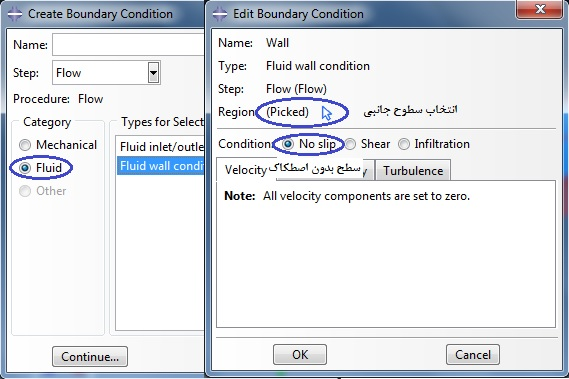 Create Boundary Condition
Name:
Step: Flow
Procedure: Flow
Category
Mechanical
Fluid
Other
Types for Selec
Fluid inlet/outle
Fluid wall condi
Continue...
Edit Boundary Condition
Name: Wall
Type: Fluid wall condition
Step: Flow (Flow)
Region: (Picked) انتخاب سطوح جانبی
Condition: No slip Shear Infiltration
سطح بدون اصطکاک
Velocity y Turbulence
Note: All velocity components are set to zero.
OK Cancel